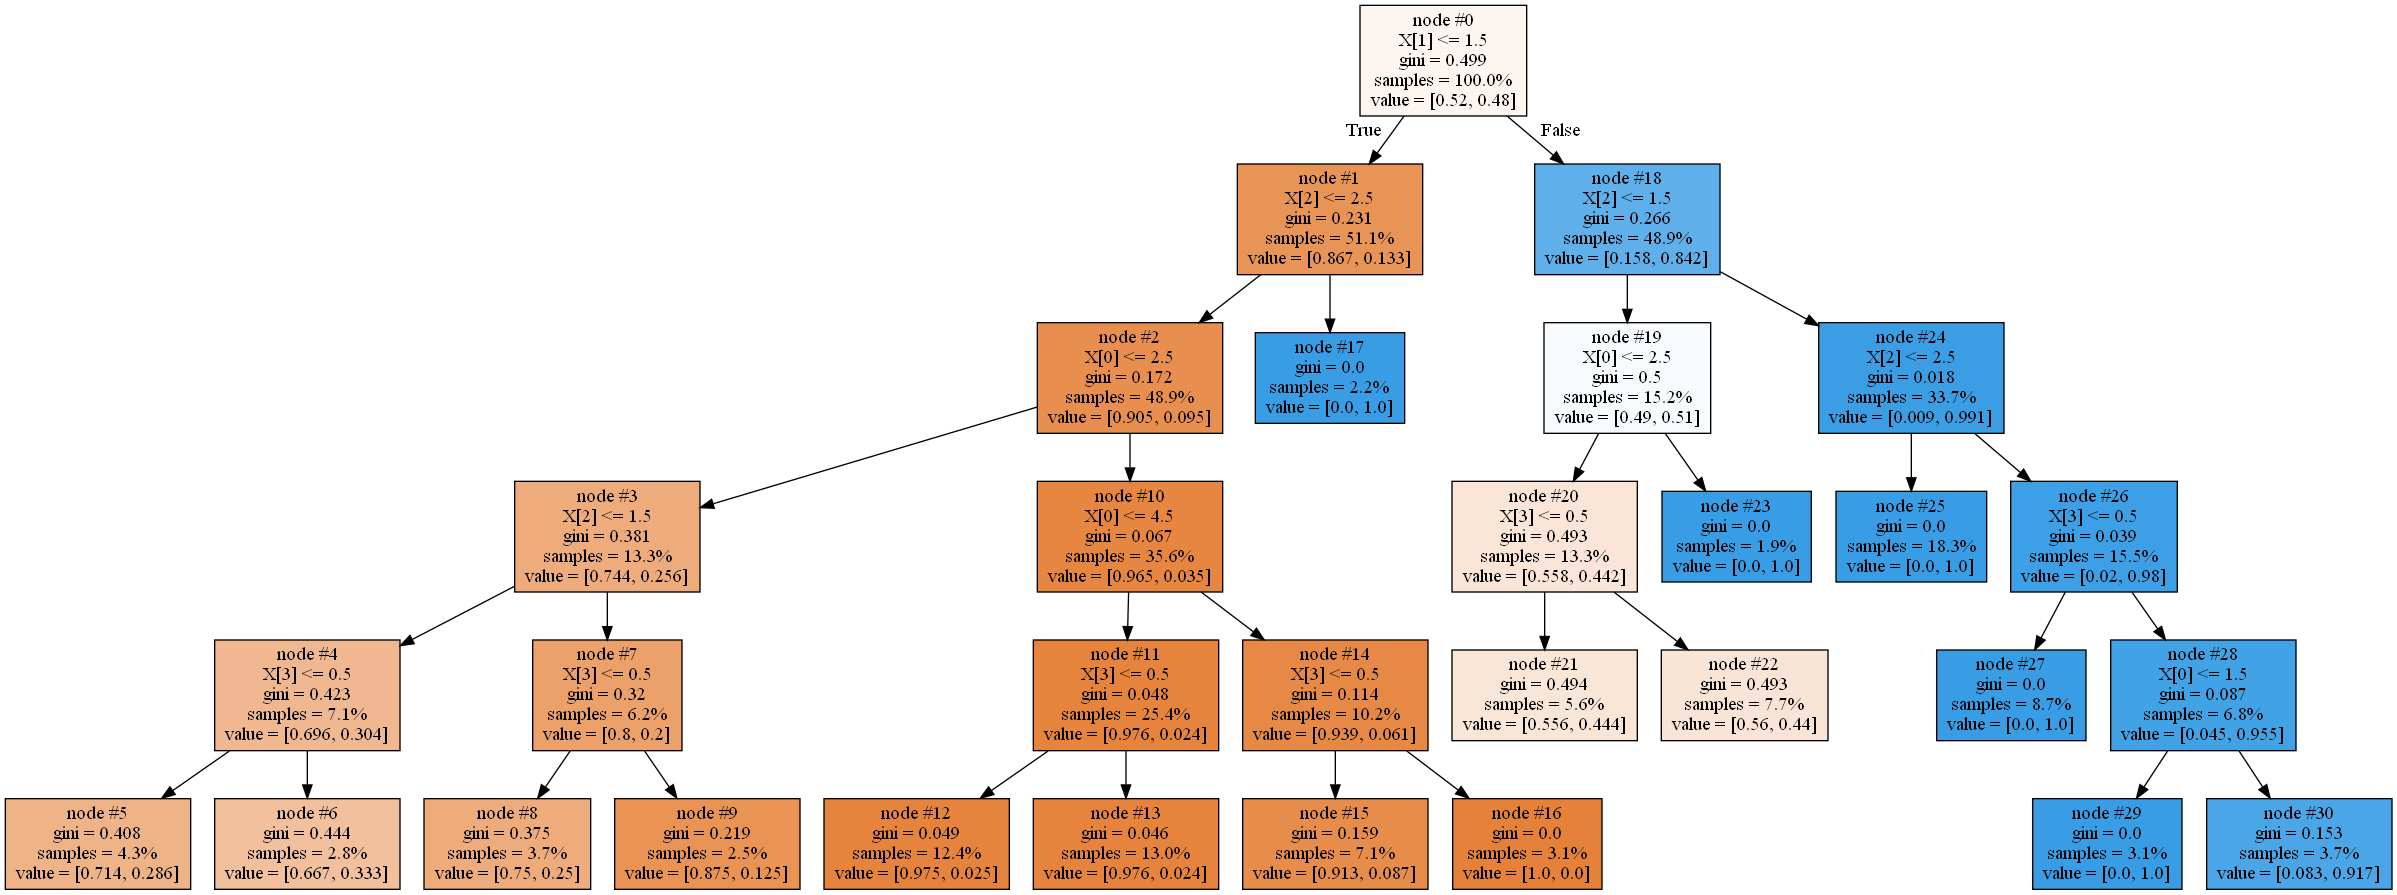 node #0
X[1] <= 1.5
gini = 0.499
samples = 100.0%
value = [0.52, 0.48]
True
False
node #1
X[2] <= 2.5
gini = 0.231
samples = 51.1%
value = [0.867, 0.133]
node #18
X[2] <= 1.5
gini = 0.266
samples = 48.9%
value = [0.158, 0.842]
node #2
X[0] <= 2.5
gini = 0.172
samples = 48.9%
value = [0.905, 0.095]
node #17
gini = 0.0
samples = 2.2%
value = [0.0, 1.0]
node #19
X[0] <= 2.5
gini = 0.5
samples = 15.2%
value = [0.49, 0.51]
node #24
X[2] <= 2.5
gini = 0.018
samples = 33.7%
value = [0.009, 0.991]
node #3
X[2] <= 1.5
gini = 0.381
samples = 13.3%
value = [0.744, 0.256]
node #10
X[0] <= 4.5
gini = 0.067
samples = 35.6%
value = [0.965, 0.035]
node #20
X[3] <= 0.5
gini = 0.493
samples = 13.3%
value = [0.558, 0.442]
node #23
gini = 0.0
samples = 1.9%
value = [0.0, 1.0]
node #25
gini = 0.0
samples = 18.3%
value = [0.0, 1.0]
node #26
X[3] <= 0.5
gini = 0.039
samples = 15.5%
value = [0.02, 0.98]
node #4
X[3] <= 0.5
gini = 0.423
samples = 7.1%
value = [0.696, 0.304]
node #7
X[3] <= 0.5
gini = 0.32
samples = 6.2%
value = [0.8, 0.2]
node #11
X[3] <= 0.5
gini = 0.048
samples = 25.4%
value = [0.976, 0.024]
node #14
X[3] <= 0.5
gini = 0.114
samples = 10.2%
value = [0.939, 0.061]
node #21
gini = 0.494
samples = 5.6%
value = [0.556, 0.444]
node #22
gini = 0.493
samples = 7.7%
value = [0.56, 0.44]
node #27
gini = 0.0
samples = 8.7%
value = [0.0, 1.0]
node #28
X[0] <= 1.5
gini = 0.087
samples = 6.8%
value = [0.045, 0.955]
node #5
gini = 0.408
samples = 4.3%
value = [0.714, 0.286]
node #6
gini = 0.444
samples = 2.8%
value = [0.667, 0.333]
node #8
gini = 0.375
samples = 3.7%
value = [0.75, 0.25]
node #9
gini = 0.219
samples = 2.5%
value = [0.875, 0.125]
node #12
gini = 0.049
samples = 12.4%
value = [0.975, 0.025]
node #13
gini = 0.046
samples = 13.0%
value = [0.976, 0.024]
node #15
gini = 0.159
samples = 7.1%
value = [0.913, 0.087]
node #16
gini = 0.0
samples = 3.1%
value = [1.0, 0.0]
node #29
gini = 0.0
samples = 3.1%
value = [0.0, 1.0]
node #30
gini = 0.153
samples = 3.7%
value = [0.083, 0.917]